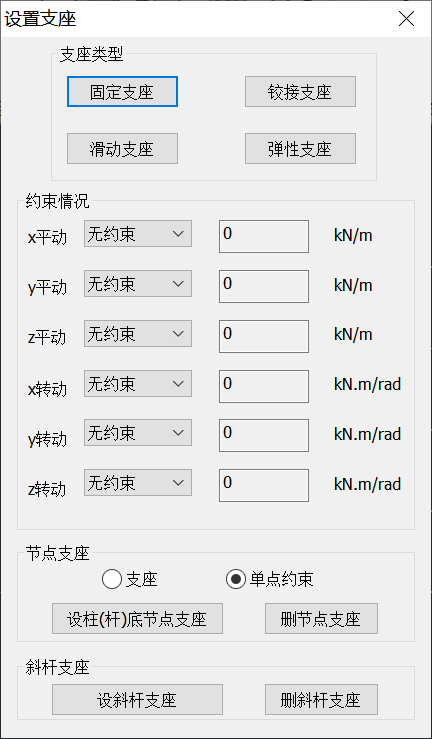 设置支座
支座类型
固定支座 铰接支座
滑动支座 弹性支座
约束情况
x平动 无约束 0 kN/m
y平动 无约束 0 kN/m
z平动 无约束 0 kN/m
x转动 无约束 0 kN.m/rad
y转动 无约束 0 kN.m/rad
z转动 无约束 0 kN.m/rad
节点支座
支座 单点约束
设柱(杆)底节点支座 删节点支座
斜杆支座
设斜杆支座 删斜杆支座